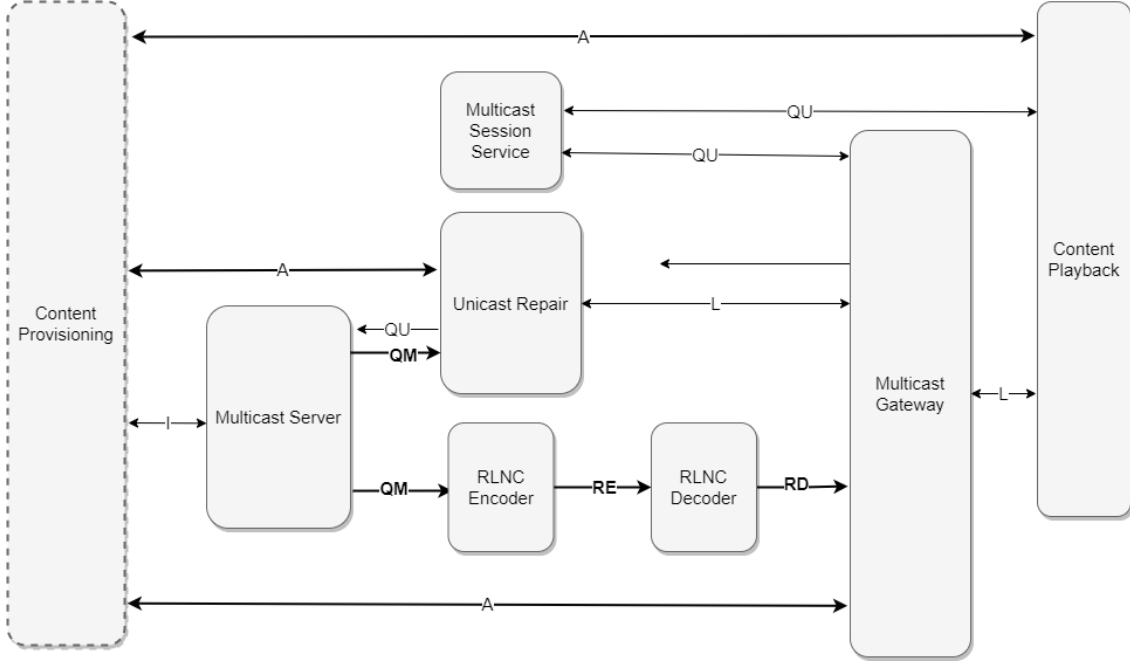 A
Multicast
Session
Service
QU
QU
A
Unicast Repair
L
Content
Playback
Content
Provisioning
QU
QM
Multicast Server
I
Multicast
Gateway
L
QM
RLNC
Encoder
RE
RLNC
Decoder
RD
A